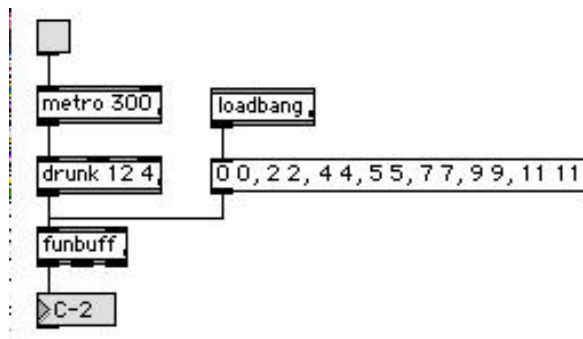 metro 300
loadbang
drunk 12 4
0 0, 2 2, 4 4, 5 5, 7 7, 9 9, 11 11
funbuff
C-2